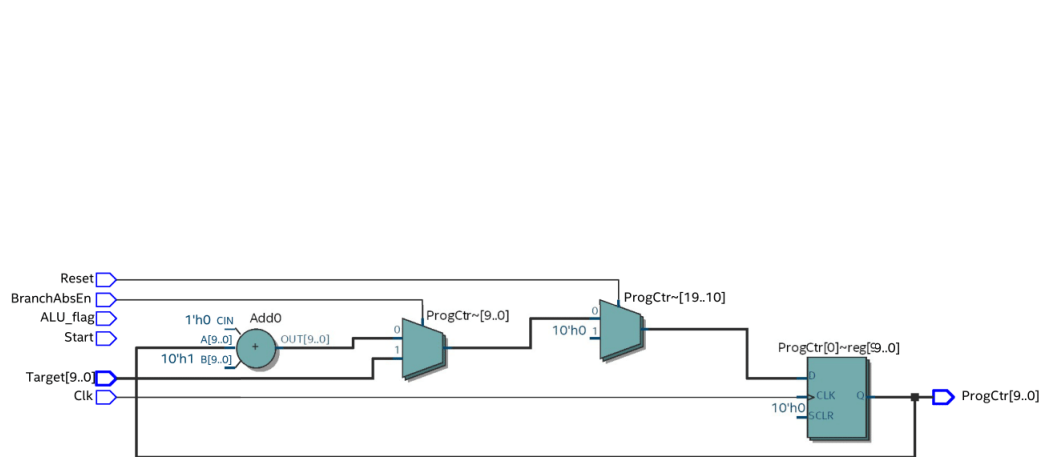 Reset
BranchAbsEn
ALU_flag
Start
Target[9..0]
Clk
1'h0 CIN
Add0
A[9..0]
10'h1 B[9..0]
+
OUT[9..0]
ProgCtr~[9..0]
0
1
ProgCtr~[19..10]
0
10'h0 1
ProgCtr[0]~reg[9..0]
D
CLK
Q
10'h0
SCLR
ProgCtr[9..0]